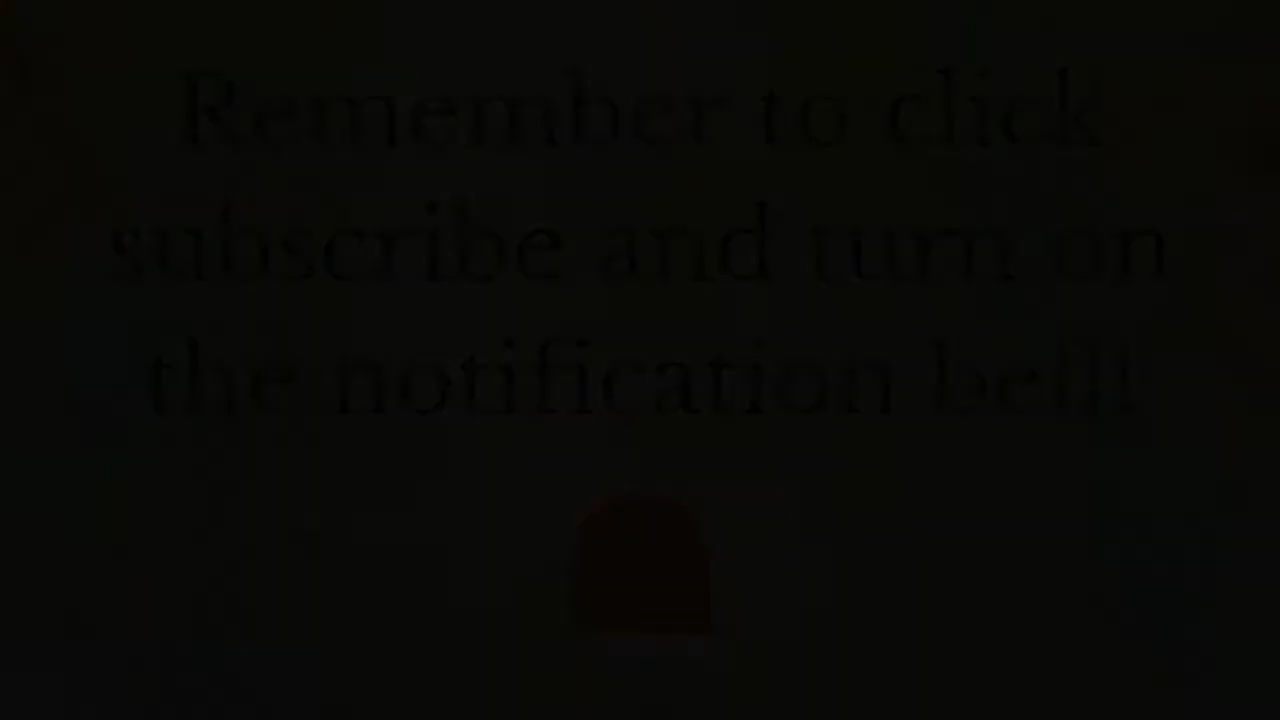 Remember to click
subscribe and turn on
the notification bell!